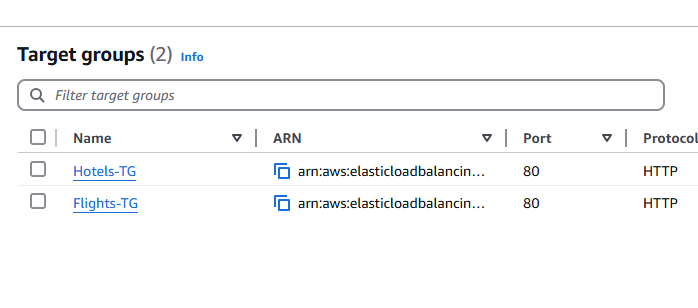 Target groups (2) Info
Filter target groups
Name ARN Port Protocol
Hotels-TG arn:aws:elasticloadbalancin... 80 HTTP
Flights-TG arn:aws:elasticloadbalancin... 80 HTTP